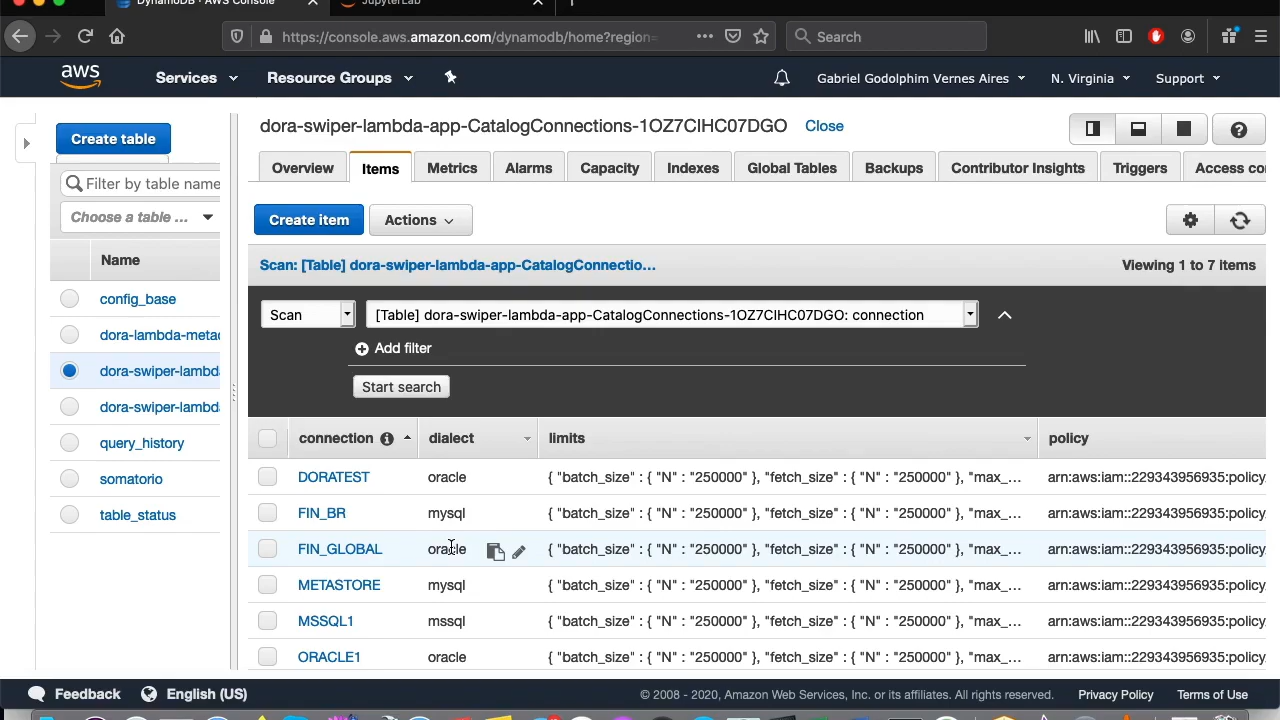 DynamoDB · AWS Console
JupyterLab
https://console.aws.amazon.com/dynamodb/home?region=
Search
aws
Services
Resource Groups
Gabriel Godolphim Vernes Aires
N. Virginia
Support
Create table
Filter by table name
Choose a table ...
Name
config_base
dora-lambda-meta
dora-swiper-lambd
dora-swiper-lambd
query_history
somatorio
table_status
dora-swiper-lambda-app-CatalogConnections-1OZ7CIHC07DGO Close
Overview Items Metrics Alarms Capacity Indexes Global Tables Backups Contributor Insights Triggers Access co
Create item Actions
Scan: [Table] dora-swiper-lambda-app-CatalogConnectio... Viewing 1 to 7 items
Scan [Table] dora-swiper-lambda-app-CatalogConnections-1OZ7CIHC07DGO: connection
Add filter
Start search
connection dialect limits policy
DORATEST oracle { "batch_size" : { "N" : "250000" }, "fetch_size" : { "N" : "250000" }, "max_... arn:aws:iam::229343956935:policy
FIN_BR mysql { "batch_size" : { "N" : "250000" }, "fetch_size" : { "N" : "250000" }, "max_... arn:aws:iam::229343956935:policy
FIN_GLOBAL oracle { "batch_size" : { "N" : "250000" }, "fetch_size" : { "N" : "250000" }, "max_... arn:aws:iam::229343956935:policy
METASTORE mysql { "batch_size" : { "N" : "250000" }, "fetch_size" : { "N" : "250000" }, "max_... arn:aws:iam::229343956935:policy
MSSQL1 mssql { "batch_size" : { "N" : "250000" }, "fetch_size" : { "N" : "250000" }, "max_... arn:aws:iam::229343956935:policy
ORACLE1 oracle { "batch_size" : { "N" : "250000" }, "fetch_size" : { "N" : "250000" }, "max_... arn:aws:iam::229343956935:policy
Feedback English (US) © 2008 - 2020, Amazon Web Services, Inc. or its affiliates. All rights reserved. Privacy Policy Terms of Use